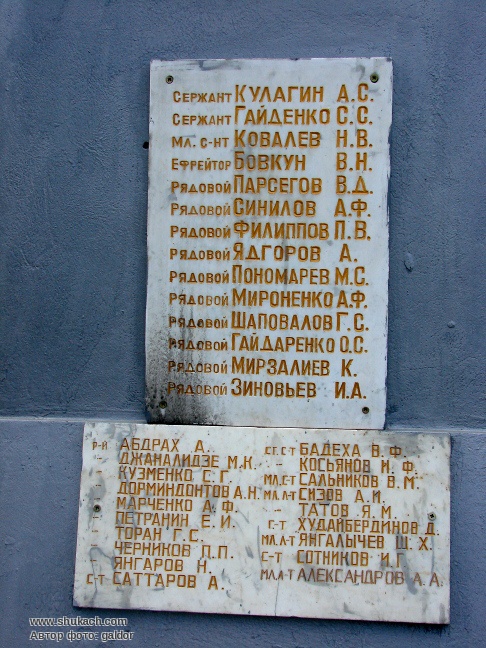 СЕРЖАНТ КУЛАГИН А.С.
СЕРЖАНТ ГАЙДЕНКО С.С.
МЛ. С-НТ КОВАЛЕВ Н.В.
ЕФРЕЙТОР БОВКУН В.Н.
РЯДОВОЙ ПАРСЕГОВ В.Д.
РЯДОВОЙ СИНИЛОВ А.Ф.
РЯДОВОЙ ФИЛИППОВ П.В.
РЯДОВОЙ ЯДГОРОВ А.
РЯДОВОЙ ПОНОМАРЕВ М.С.
РЯДОВОЙ МИРОНЕНКО А.Ф.
РЯДОВОЙ ШАПОВАЛОВ Г.С.
РЯДОВОЙ ГАЙДАРЕНКО О.С.
РЯДОВОЙ МИРЗАЛИЕВ К.
РЯДОВОЙ ЗИНОВЬЕВ И.А.
Р-Й АБДРАХ А.
- ДЖАНАЛИДЗЕ М.К.
- КУЗМЕНКО С.Г.
- ДОРМИНДОНТОВ А.Н.
- МАРЧЕНКО А.Ф.
- ПЕТРАНИН Е.И.
- ТОРАН Г.С.
- ЧЕРНИКОВ П.П.
- ЯНГАРОВ Н.
С-Т САТТАРОВ А.
СТ.С-Т БАДЕХА В.Ф.
- КОСЬЯНОВ И.Ф.
МЛ.С-Т САЛЬНИКОВ В.М.
МЛ.Л-Т СИЗОВ А.И.
- ТАТОВ Я.М.
С-Т ХУДАЙБЕРДИНОВ Д.
МЛ.Л-Т ЯНГАЛЫЧЕВ Ш.Х.
С-Т СОТНИКОВ И.Г.
МЛ.Л-Т АЛЕКСАНДРОВ А.А.
www.shukach.com
Автор фото: gaktor